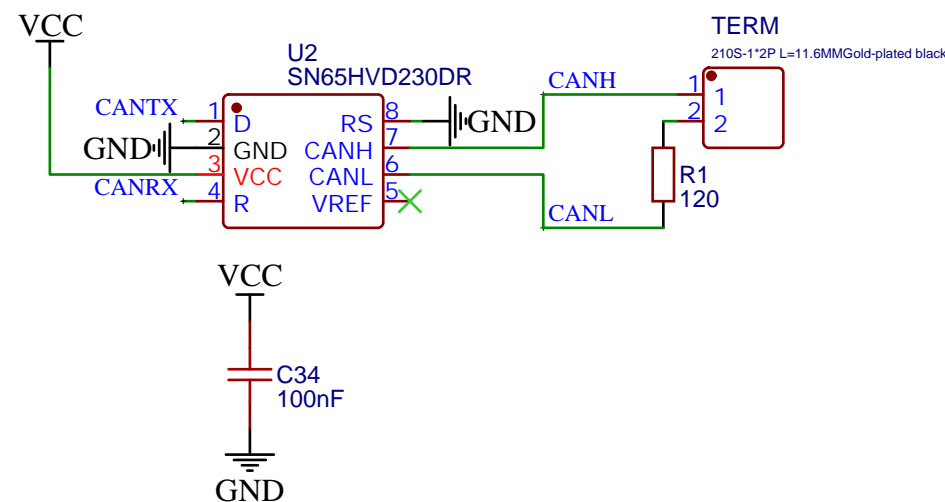 VCC
U2
SN65HVD230DR
TERM
210S-1*2P L=11.6MMGold-plated black
CANTX
1
D
RS
8
GND
CANH
1
1
GND
2
GND
CANH
7
2
2
3
VCC
CANL
6
CANRX
4
R
VREF
5
CANL
R1
120
VCC
C34
100nF
GND